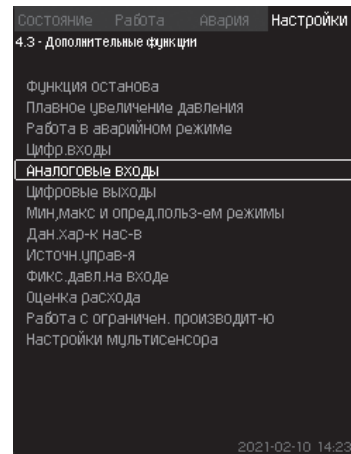 Состояние Работа Авария Настройки
4.3 - Дополнительные функции
Функция останова
Плавное увеличение давления
Работа в аварийном режиме
Цифр.входы
Аналоговые входы
Цифровые выходы
Мин,макс и опред.польз-ем режимы
Дан.хар-к нас-в
Источн.управ-я
Фикс.давл.на входе
Оценка расхода
Работа с ограничен. производит-ю
Настройки мультисенсора
2021-02-10 14:23